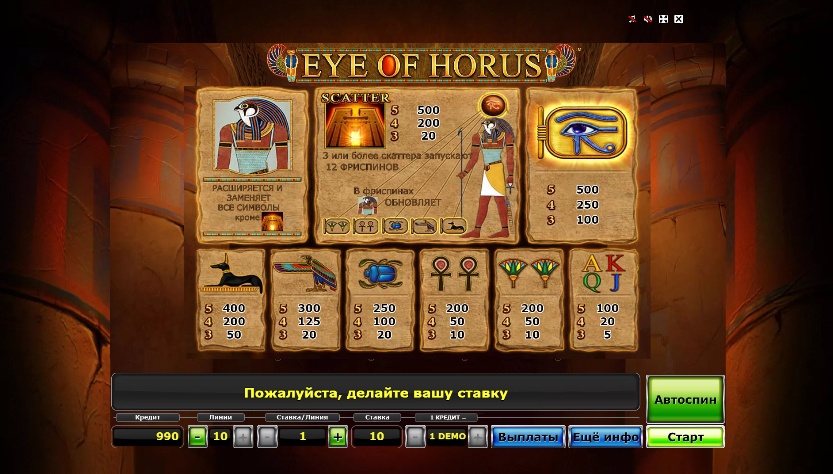 EYE OF HORUS
РАСШИРЯЕТСЯ И
ЗАМЕНЯЕТ
ВСЕ СИМВОЛЫ
кроме
SCATTER
5 500
4 200
3 20
3 или более скаттера запускают
12 ФРИСПИНОВ
В фриспинах
ОБНОВЛЯЕТ
5 500
4 250
3 100
5 400
4 200
3 50
5 300
4 125
3 20
5 250
4 100
3 20
5 200
4 50
3 10
5 200
4 50
3 10
A K
Q J
5 100
4 20
3 5
Пожалуйста, делайте вашу ставку
Автоспин
Кредит Линии Ставка/Линия Ставка 1 КРЕДИТ =
990 - 10 + 1 + 10 - 1 DEMO + Выплаты Ещё инфо Старт